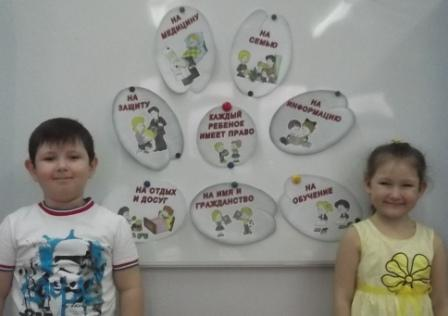 НА
МЕДИЦИНУ
НА
СЕМЬЮ
НА
ЗАЩИТУ
КАЖДЫЙ
РЕБЕНОК
ИМЕЕТ ПРАВО
НА
ИНФОРМАЦИЮ
НА ОТДЫХ
И ДОСУГ
НА ИМЯ И
ГРАЖДАНСТВО
НА
ОБУЧЕНИЕ